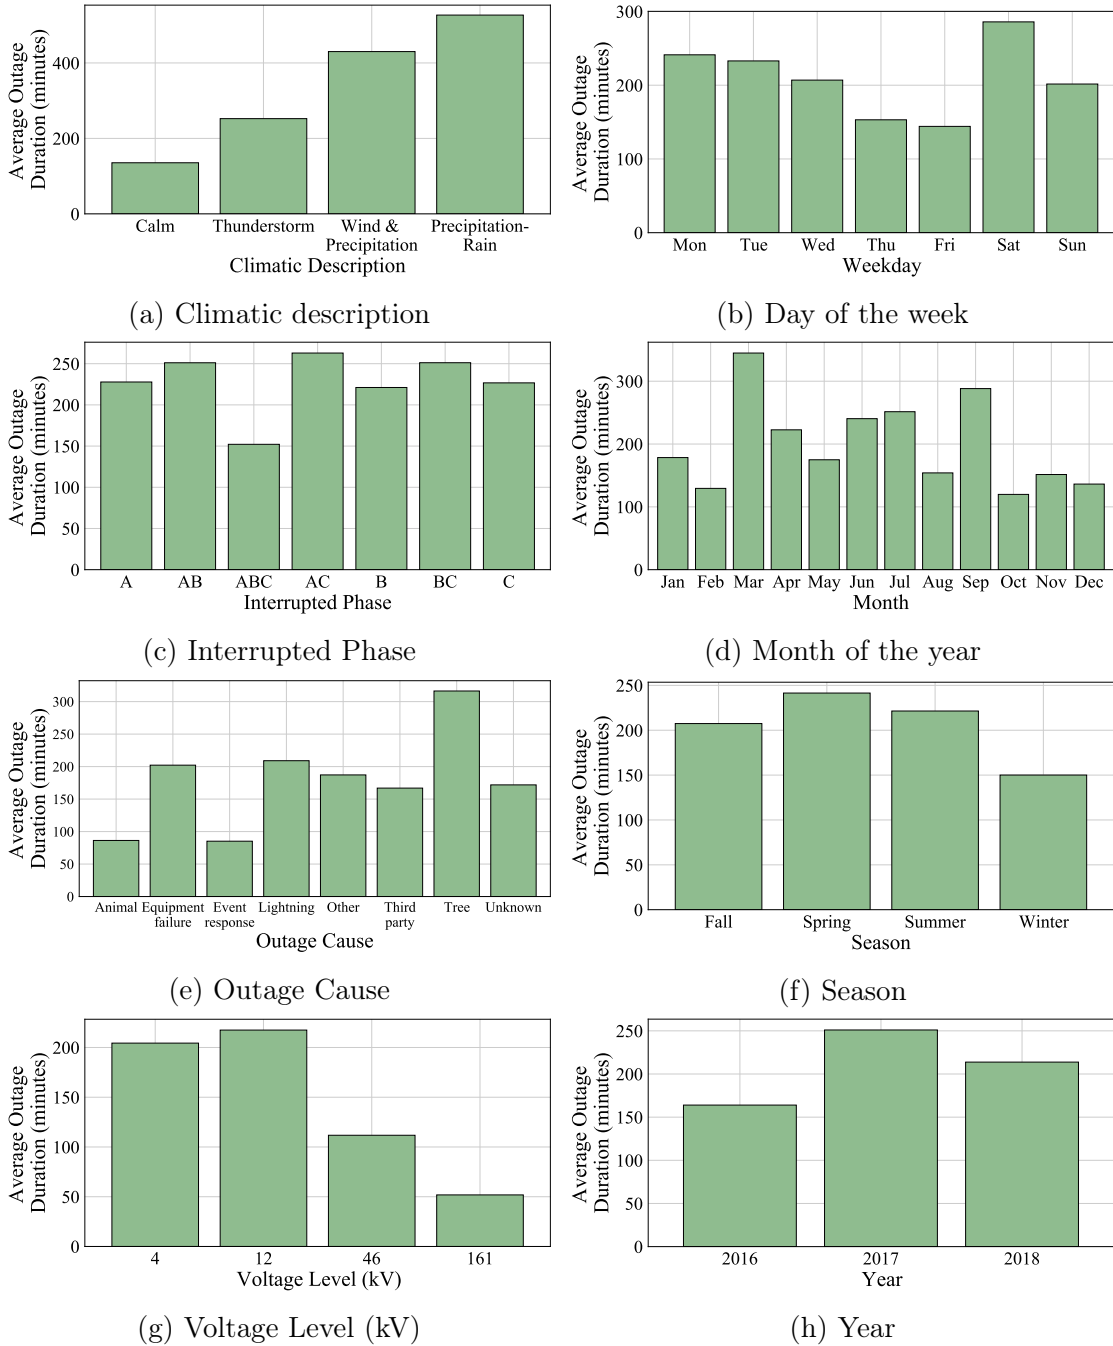 Average Outage
Duration (minutes)
400
200
0
Calm
Thunderstorm
Wind &
Precipitation
Precipitation-
Rain
Climatic Description
(a) Climatic description
Average Outage
Duration (minutes)
300
200
100
0
Mon
Tue
Wed
Thu
Fri
Sat
Sun
Weekday
(b) Day of the week
Average Outage
Duration (minutes)
250
200
150
100
50
0
A
AB
ABC
AC
B
BC
C
Interrupted Phase
(c) Interrupted Phase
Average Outage
Duration (minutes)
300
200
100
0
Jan
Feb
Mar
Apr
May
Jun
Jul
Aug
Sep
Oct
Nov
Dec
Month
(d) Month of the year
Average Outage
Duration (minutes)
300
250
200
150
100
50
0
Animal
Equipment
failure
Event
response
Lightning
Other
Third
party
Tree
Unknown
Outage Cause
(e) Outage Cause
Average Outage
Duration (minutes)
250
200
150
100
50
0
Fall
Spring
Summer
Winter
Season
(f) Season
Average Outage
Duration (minutes)
200
150
100
50
0
4
12
46
161
Voltage Level (kV)
(g) Voltage Level (kV)
Average Outage
Duration (minutes)
250
200
150
100
50
0
2016
2017
2018
Year
(h) Year